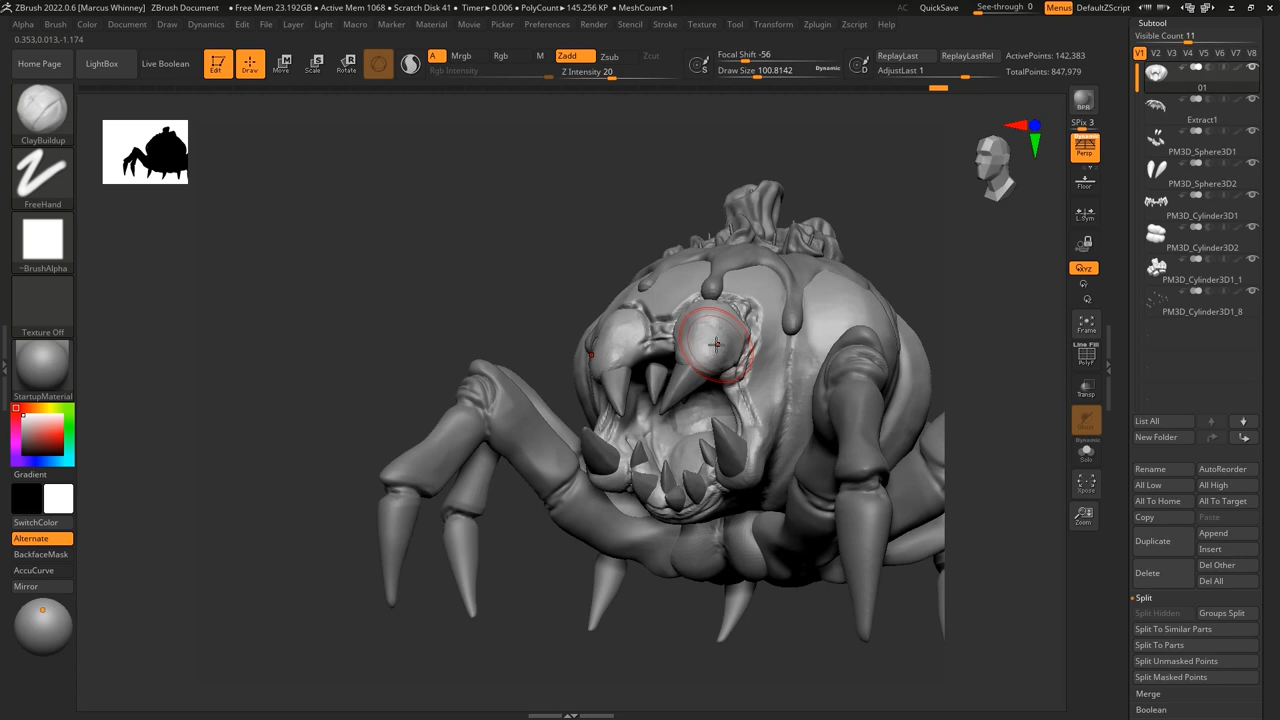 ZBrush 2022.0.6 [Marcus Whinney] ZBrush Document • Free Mem 23.192GB • Active Mem 1068 • Scratch Disk 41 • Timer►0.006 • PolyCount►145.256 KP • MeshCount►1 AC QuickSave See-through 0 Menus DefaultZScript
Alpha Brush Color Document Draw Dynamics Edit File Layer Light Macro Marker Material Movie Picker Preferences Render Stencil Stroke Texture Tool Transform Zplugin Zscript Help
0.353,0.013,-1.174
Home Page LightBox Live Boolean Edit Draw Move Scale Rotate
A Mrgb Rgb M Zadd Zsub Zcut
Rgb Intensity Z Intensity 20
Focal Shift -56
Draw Size 100.8142 Dynamic
S
D
ReplayLast ReplayLastRel
AdjustLast 1
ActivePoints: 142,383
TotalPoints: 847,979
ClayBuildup
FreeHand
~BrushAlpha
Texture Off
StartupMaterial
Gradient
SwitchColor
Alternate
BackfaceMask
AccuCurve
Mirror
BPR
SPix 3
Dynamic
Persp
Floor
L.Sym
XYZ
Frame
Line Fill
PolyF
Transp
Dynamic
Solo
Xpose
Zoom
Subtool
Visible Count 11
V1 V2 V3 V4 V5 V6 V7 V8
01
Extract1
PM3D_Sphere3D1
PM3D_Sphere3D2
PM3D_Cylinder3D1
PM3D_Cylinder3D2
PM3D_Cylinder3D1_1
PM3D_Cylinder3D1_8
List All
New Folder
Rename AutoReorder
All Low All High
All To Home All To Target
Copy Paste
Duplicate Append
Insert
Delete Del Other
Del All
Split
Split Hidden Groups Split
Split To Similar Parts
Split To Parts
Split Unmasked Points
Split Masked Points
Merge
Boolean